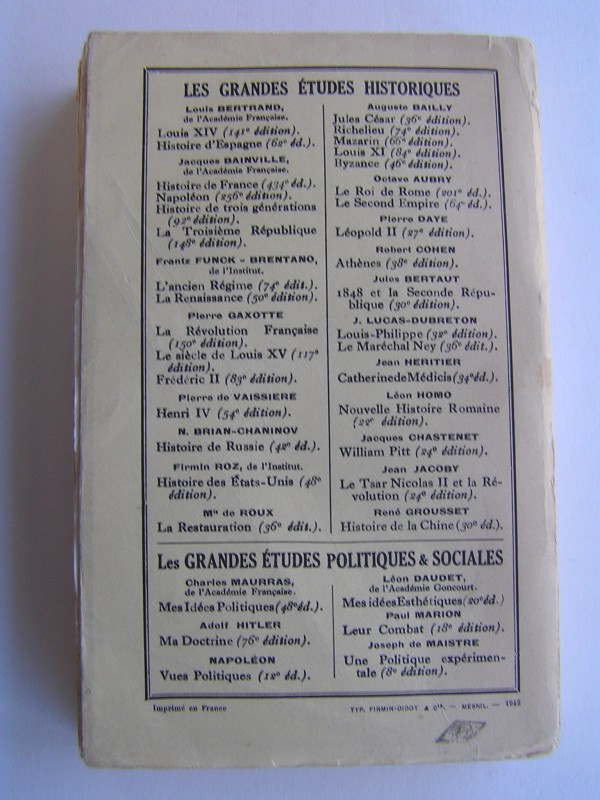 LES GRANDES ÉTUDES HISTORIQUES
Louis BERTRAND,
de l'Académie Française.
Louis XIV (141e édition).
Histoire d'Espagne (62e éd.).
Jacques BAINVILLE,
de l'Académie Française.
Histoire de France (434e éd.).
Napoléon (256e édition).
Histoire de trois générations
(92e édition).
La Troisième République
(148e édition).
Frantz FUNCK - BRENTANO,
de l'Institut.
L'ancien Régime (74e édit.).
La Renaissance (50e édition).
Pierre GAXOTTE
La Révolution Française
(150e édition).
Le siècle de Louis XV (117e
édition).
Frédéric II (83e édition).
Pierre de VAISSIERE
Henri IV (54e édition).
N. BRIAN-CHANINOV
Histoire de Russie (42e éd.).
Firmin ROZ, de l'Institut.
Histoire des États-Unis (48e
édition).
Mis de ROUX
La Restauration (36e édit.).
Auguste BAILLY
Jules César (36e édition).
Richelieu (74e édition).
Mazarin (66e édition).
Louis XI (84e édition).
Byzance (46e édition).
Octave AUBRY
Le Roi de Rome (201e éd.).
Le Second Empire (64e éd.).
Pierre DAYE
Léopold II (27e édition).
Robert COHEN
Athènes (38e édition).
Jules BERTAUT
1848 et la Seconde Répu-
blique (30e édition).
J. LUCAS-DUBRETON
Louis-Philippe (32e édition).
Le Maréchal Ney (36e édit.).
Jean HERITIER
Catherine de Médicis (34e éd.).
Léon HOMO
Nouvelle Histoire Romaine
(22e édition).
Jacques CHASTENET
William Pitt (24e édition).
Jean JACOBY
Le Tsar Nicolas II et la Ré-
volution (24e édition).
René GROUSSET
Histoire de la Chine (30e éd.).
Les GRANDES ÉTUDES POLITIQUES & SOCIALES
Charles MAURRAS,
de l'Académie Française.
Mes Idées Politiques (48e éd.).
Adolf HITLER
Ma Doctrine (76e édition).
NAPOLÉON
Vues Politiques (12e éd.).
Léon DAUDET,
de l'Académie Goncourt.
Mes idées Esthétiques (20e éd)
Paul MARION
Leur Combat (18e édition).
Joseph de MAISTRE
Une Politique expérimen-
tale (8e édition).
Imprimé en France
TYP. FIRMIN-DIDOT & Cie. — MESNIL. — 1942